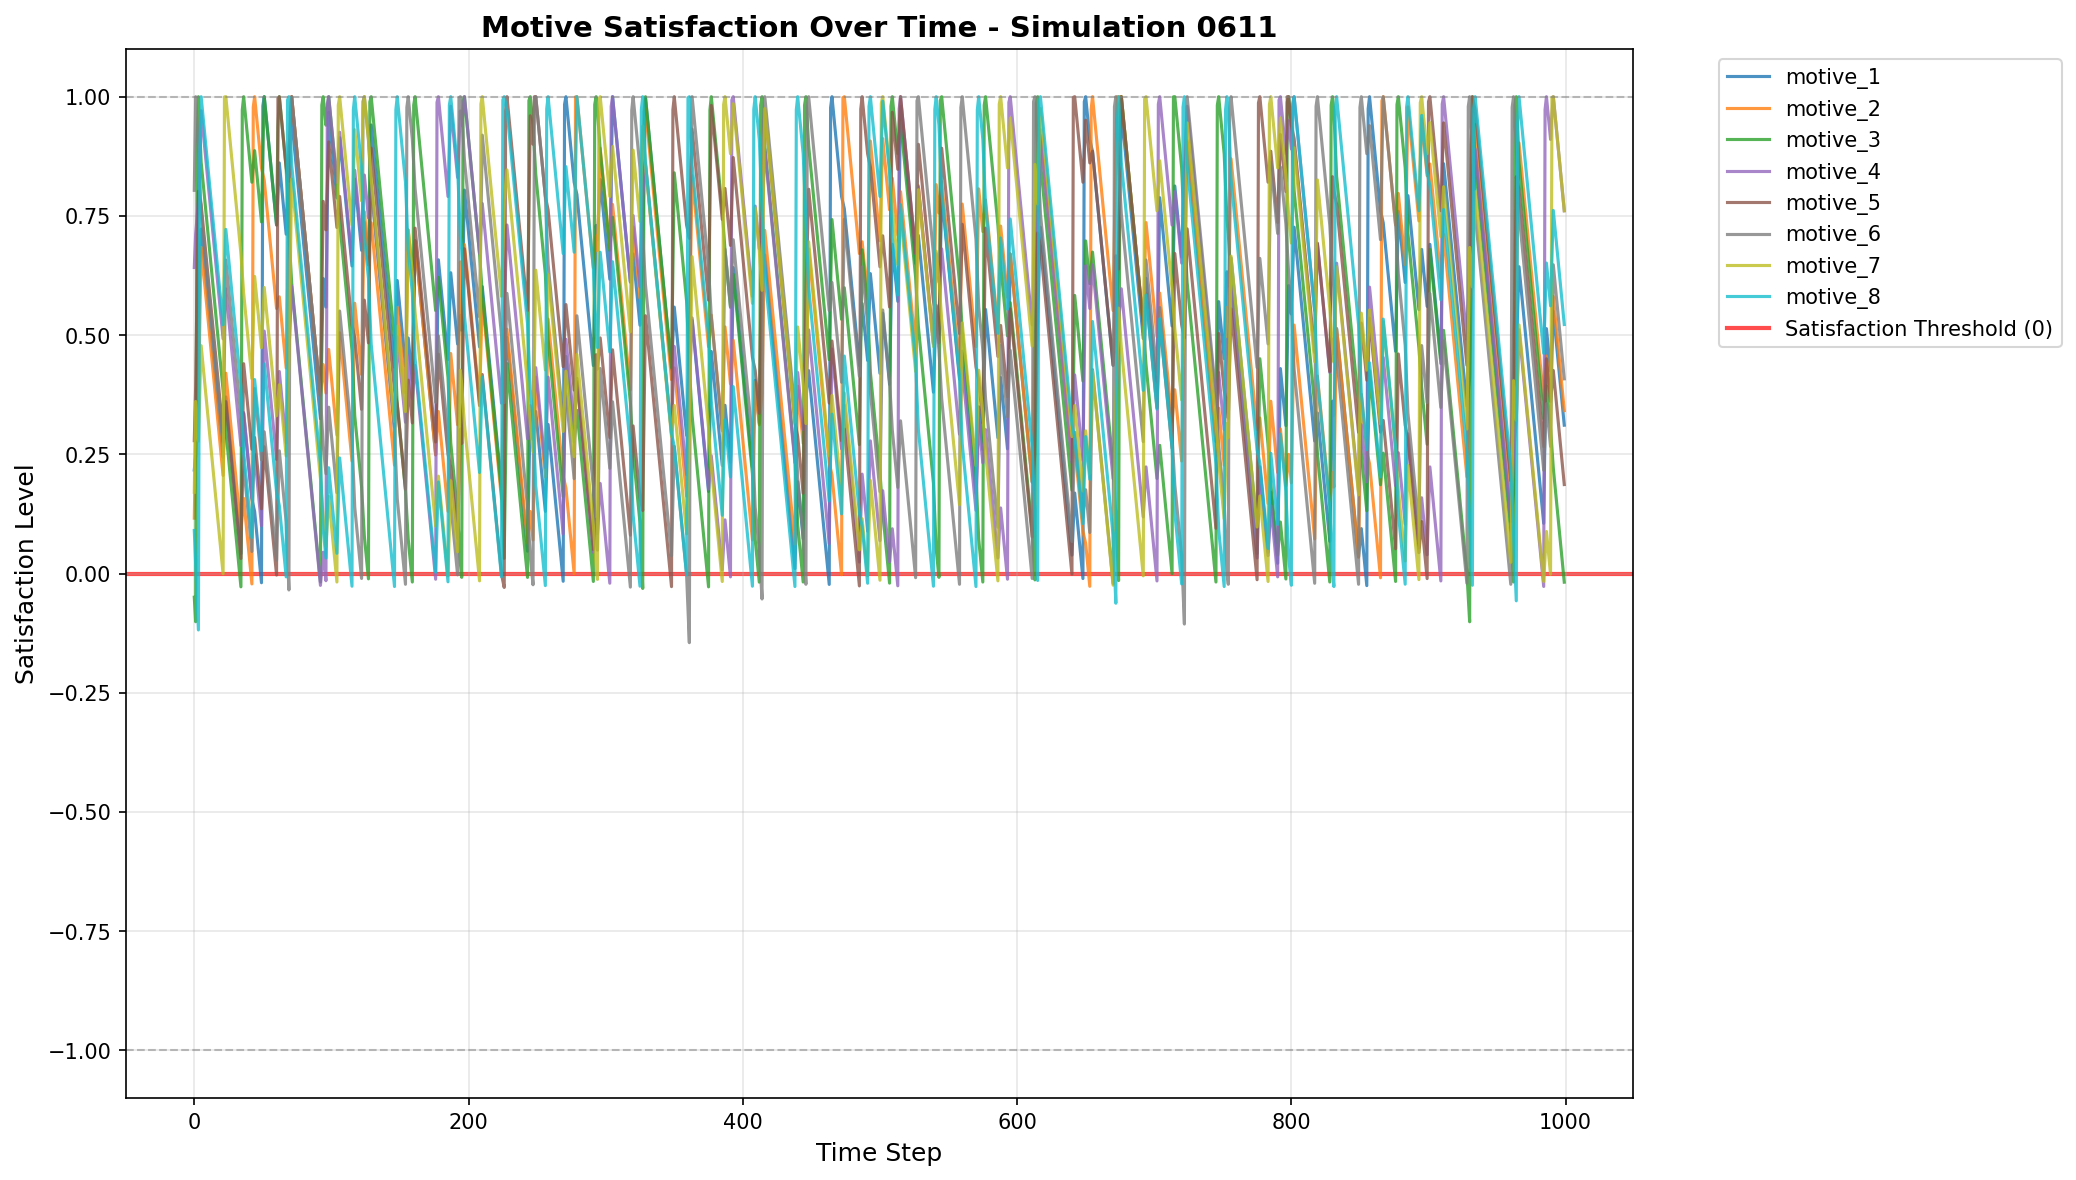 Motive Satisfaction Over Time - Simulation 0611
Satisfaction Level
1.00
0.75
0.50
0.25
0.00
−0.25
−0.50
−0.75
−1.00
0
200
400
600
800
1000
Time Step
motive_1
motive_2
motive_3
motive_4
motive_5
motive_6
motive_7
motive_8
Satisfaction Threshold (0)